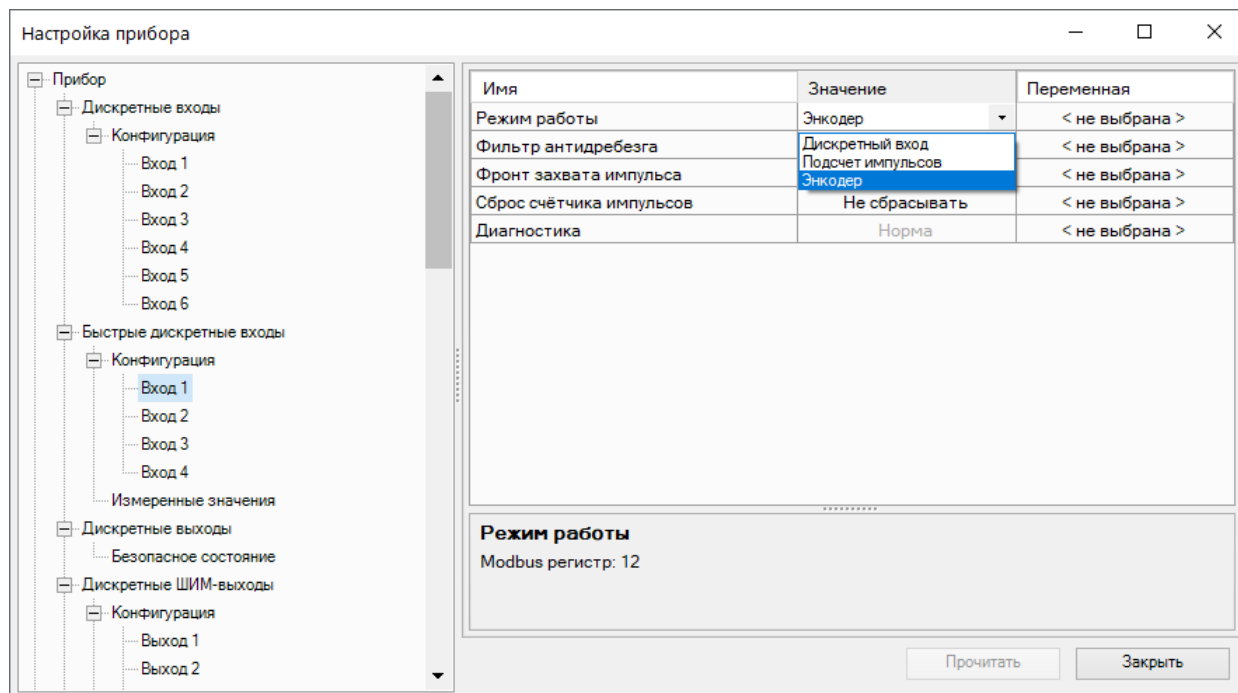 Настройка прибора
Прибор
Дискретные входы
Конфигурация
Вход 1
Вход 2
Вход 3
Вход 4
Вход 5
Вход 6
Быстрые дискретные входы
Конфигурация
Вход 1
Вход 2
Вход 3
Вход 4
Измеренные значения
Дискретные выходы
Безопасное состояние
Дискретные ШИМ-выходы
Конфигурация
Выход 1
Выход 2
Имя Значение Переменная
Режим работы Энкодер < не выбрана >
Фильтр антидребезга Дискретный вход < не выбрана >
Подсчет импульсов
Фронт захвата импульса Энкодер < не выбрана >
Сброс счётчика импульсов Не сбрасывать < не выбрана >
Диагностика Норма < не выбрана >
Режим работы
Modbus регистр: 12
Прочитать Закрыть